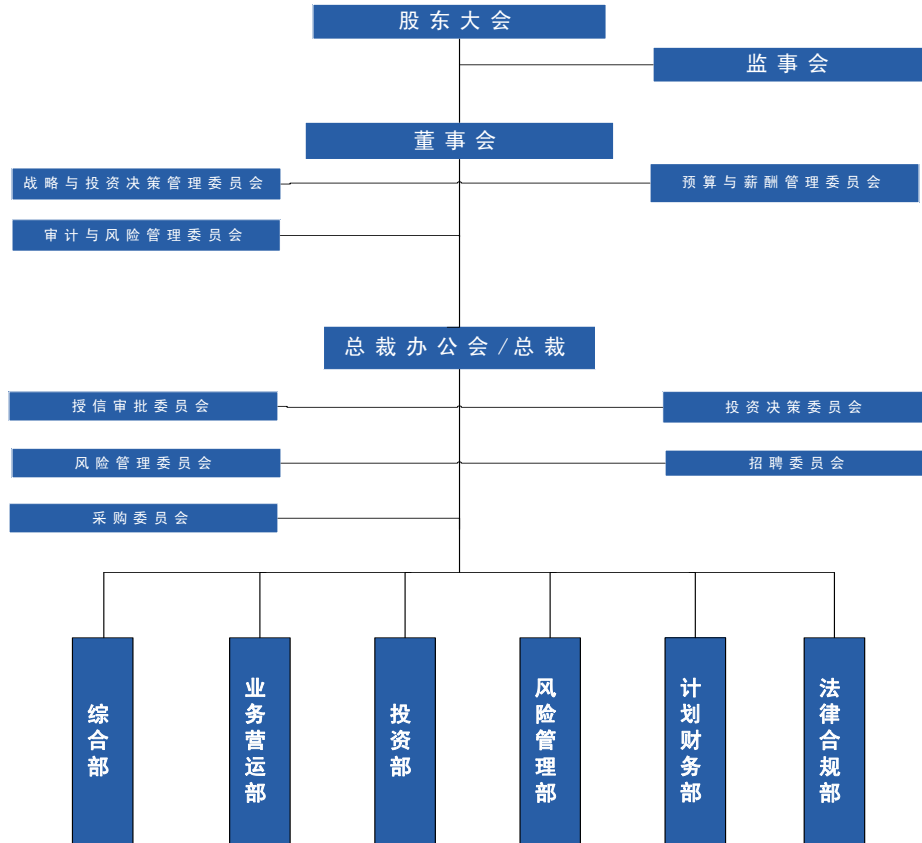 股东大会
监事会
董事会
战略与投资决策管理委员会
预算与薪酬管理委员会
审计与风险管理委员会
总裁办公会/总裁
授信审批委员会
投资决策委员会
风险管理委员会
招聘委员会
采购委员会
综合部
业务营运部
投资部
风险管理部
计划财务部
法律合规部